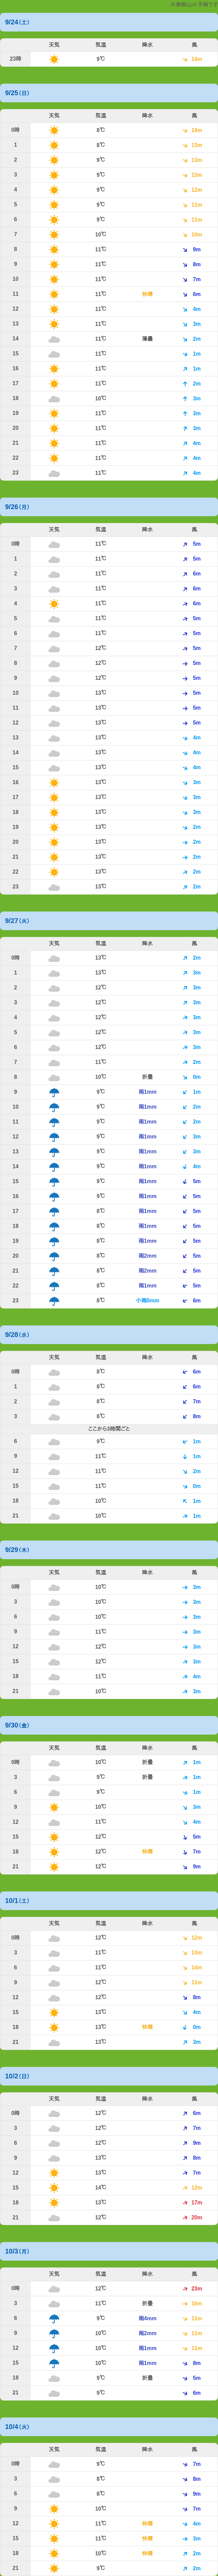 9/24(土)
天気 気温 降水 風
23時 9℃ 14m
9/25(日)
天気 気温 降水 風
0時 8℃ 14m
1 8℃ 12m
2 9℃ 13m
3 9℃ 13m
4 9℃ 12m
5 9℃ 11m
6 9℃ 11m
7 10℃ 10m
8 11℃ 9m
9 11℃ 8m
10 11℃ 7m
11 11℃ 快晴 6m
12 11℃ 4m
13 11℃ 3m
14 11℃ 薄曇 2m
15 11℃ 1m
16 11℃ 1m
17 11℃ 2m
18 10℃ 3m
19 11℃ 3m
20 11℃ 3m
21 11℃ 4m
22 11℃ 4m
23 11℃ 4m
9/26(月)
天気 気温 降水 風
0時 11℃ 5m
1 11℃ 5m
2 11℃ 6m
3 11℃ 6m
4 11℃ 6m
5 11℃ 5m
6 11℃ 5m
7 12℃ 5m
8 12℃ 5m
9 12℃ 5m
10 13℃ 5m
11 13℃ 5m
12 13℃ 5m
13 13℃ 4m
14 13℃ 4m
15 13℃ 4m
16 13℃ 3m
17 13℃ 3m
18 13℃ 3m
19 13℃ 2m
20 13℃ 2m
21 13℃ 2m
22 13℃ 2m
23 13℃ 2m
9/27(火)
天気 気温 降水 風
0時 13℃ 2m
1 13℃ 3m
2 12℃ 3m
3 12℃ 3m
4 12℃ 3m
5 12℃ 3m
6 12℃ 3m
7 11℃ 2m
8 10℃ 折曇 0m
9 9℃ 雨1mm 1m
10 9℃ 雨1mm 2m
11 9℃ 雨1mm 2m
12 9℃ 雨1mm 3m
13 9℃ 雨1mm 3m
14 9℃ 雨1mm 4m
15 9℃ 雨1mm 5m
16 9℃ 雨1mm 5m
17 8℃ 雨1mm 5m
18 8℃ 雨1mm 5m
19 8℃ 雨1mm 5m
20 8℃ 雨2mm 5m
21 8℃ 雨2mm 5m
22 8℃ 雨1mm 5m
23 8℃ 小雨0mm 6m
9/28(水)
天気 気温 降水 風
0時 8℃ 6m
1 8℃ 6m
2 8℃ 7m
3 8℃ 8m
ここから3時間ごと
6 9℃ 1m
9 11℃ 1m
12 11℃ 2m
15 11℃ 0m
18 10℃ 1m
21 10℃ 1m
9/29(木)
天気 気温 降水 風
0時 10℃ 3m
3 10℃ 3m
6 10℃ 3m
9 11℃ 3m
12 12℃ 3m
15 12℃ 3m
18 11℃ 4m
21 10℃ 3m
9/30(金)
天気 気温 降水 風
0時 10℃ 折曇 1m
3 9℃ 折曇 1m
6 9℃ 1m
9 10℃ 3m
12 11℃ 4m
15 12℃ 5m
18 12℃ 快晴 7m
21 12℃ 9m
10/1(土)
天気 気温 降水 風
0時 12℃ 12m
3 11℃ 13m
6 11℃ 14m
9 12℃ 11m
12 12℃ 8m
15 13℃ 4m
18 13℃ 快晴 0m
21 13℃ 3m
10/2(日)
天気 気温 降水 風
0時 12℃ 6m
3 12℃ 7m
6 12℃ 9m
9 13℃ 8m
12 13℃ 7m
15 14℃ 12m
18 13℃ 17m
21 12℃ 20m
10/3(月)
天気 気温 降水 風
0時 12℃ 23m
3 11℃ 折曇 16m
6 9℃ 雨4mm 11m
9 10℃ 雨2mm 11m
12 10℃ 雨1mm 11m
15 10℃ 雨1mm 8m
18 9℃ 折曇 5m
21 9℃ 6m
10/4(火)
天気 気温 降水 風
0時 9℃ 7m
3 8℃ 8m
6 8℃ 9m
9 10℃ 7m
12 11℃ 快晴 4m
15 11℃ 快晴 3m
18 10℃ 快晴 2m
21 9℃ 2m